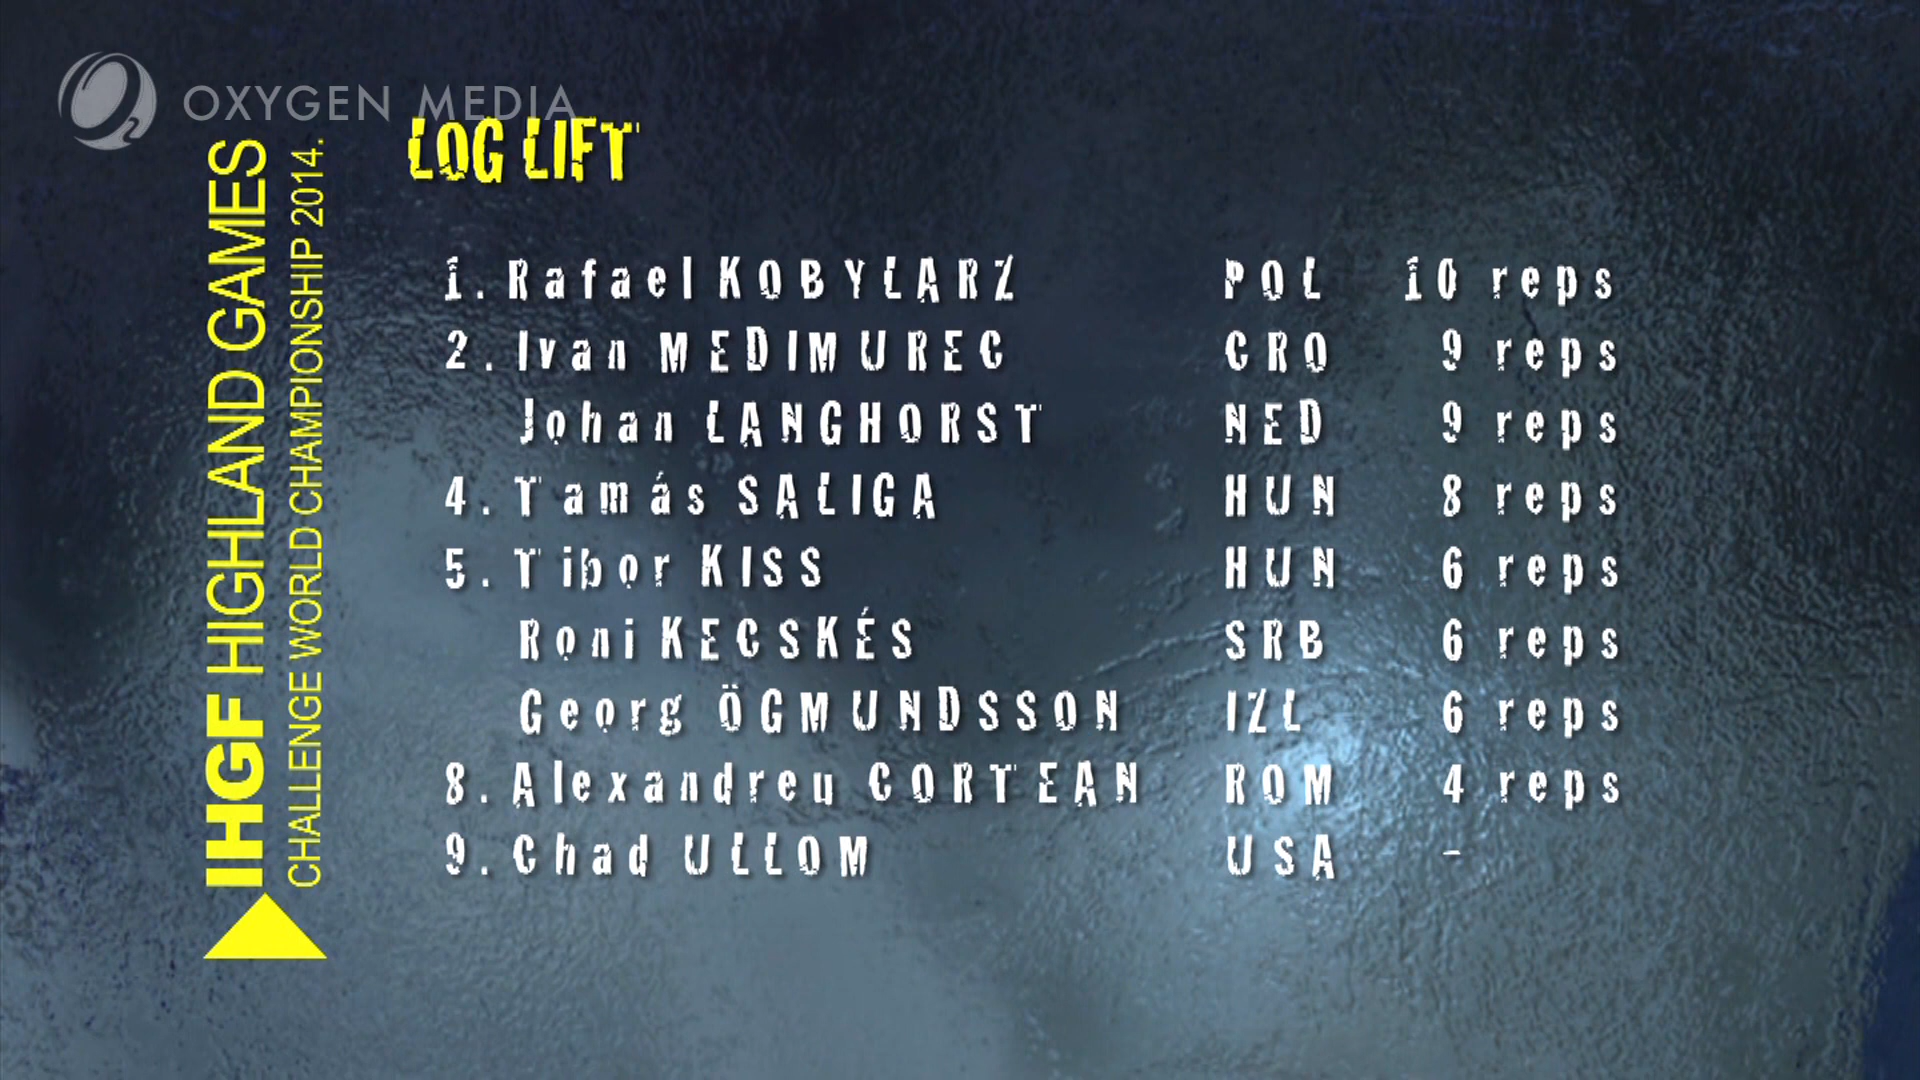 OXYGEN MEDIA
LOG LIFT
IHGF HIGHLAND GAMES
CHALLENGE WORLD CHAMPIONSHIP 2014.
1. Rafael KOBYLARZ POL 10 reps
2. Ivan MEDIMUREC CRO 9 reps
Johan LANGHORST NED 9 reps
4. Tamás SALIGA HUN 8 reps
5. Tibor KISS HUN 6 reps
Roni KECSKÉS SRB 6 reps
Georg ÖGMUNDSSON IZL 6 reps
8. Alexandreu CORTEAN ROM 4 reps
9. Chad ULLOM USA -